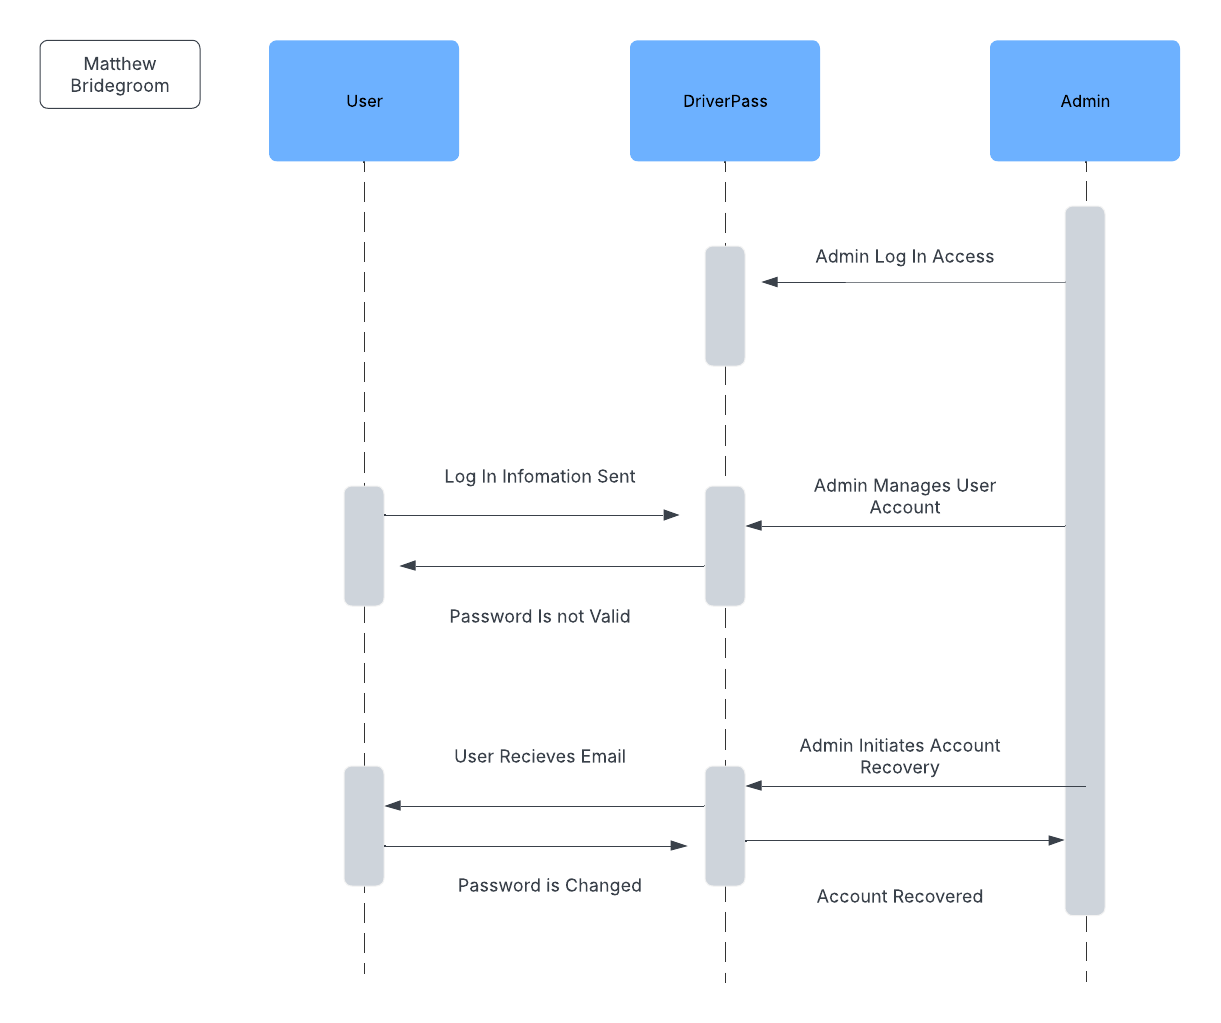 Matthew
Bridegroom
User
DriverPass
Admin
Admin Log In Access
Log In Infomation Sent
Admin Manages User
Account
Password Is not Valid
User Recieves Email
Admin Initiates Account
Recovery
Password is Changed
Account Recovered